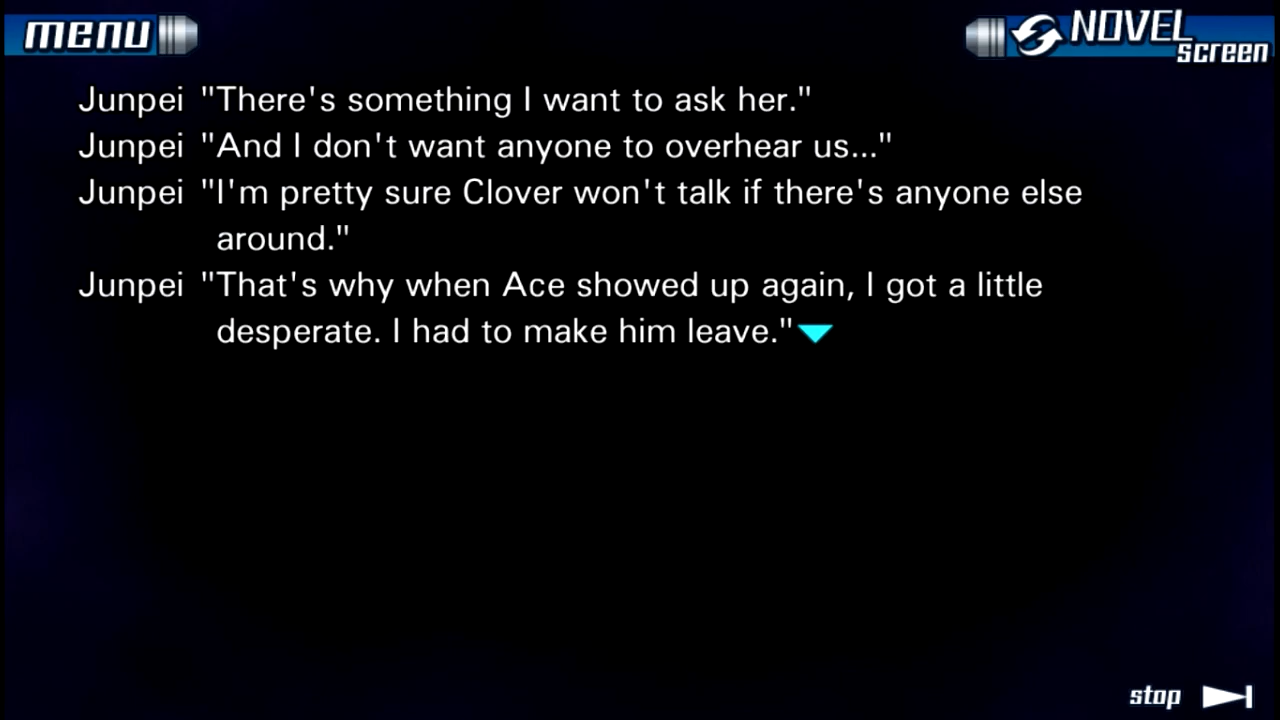 menu
NOVEL
screen
Junpei "There's something I want to ask her."
Junpei "And I don't want anyone to overhear us..."
Junpei "I'm pretty sure Clover won't talk if there's anyone else
around."
Junpei "That's why when Ace showed up again, I got a little
desperate. I had to make him leave."
stop